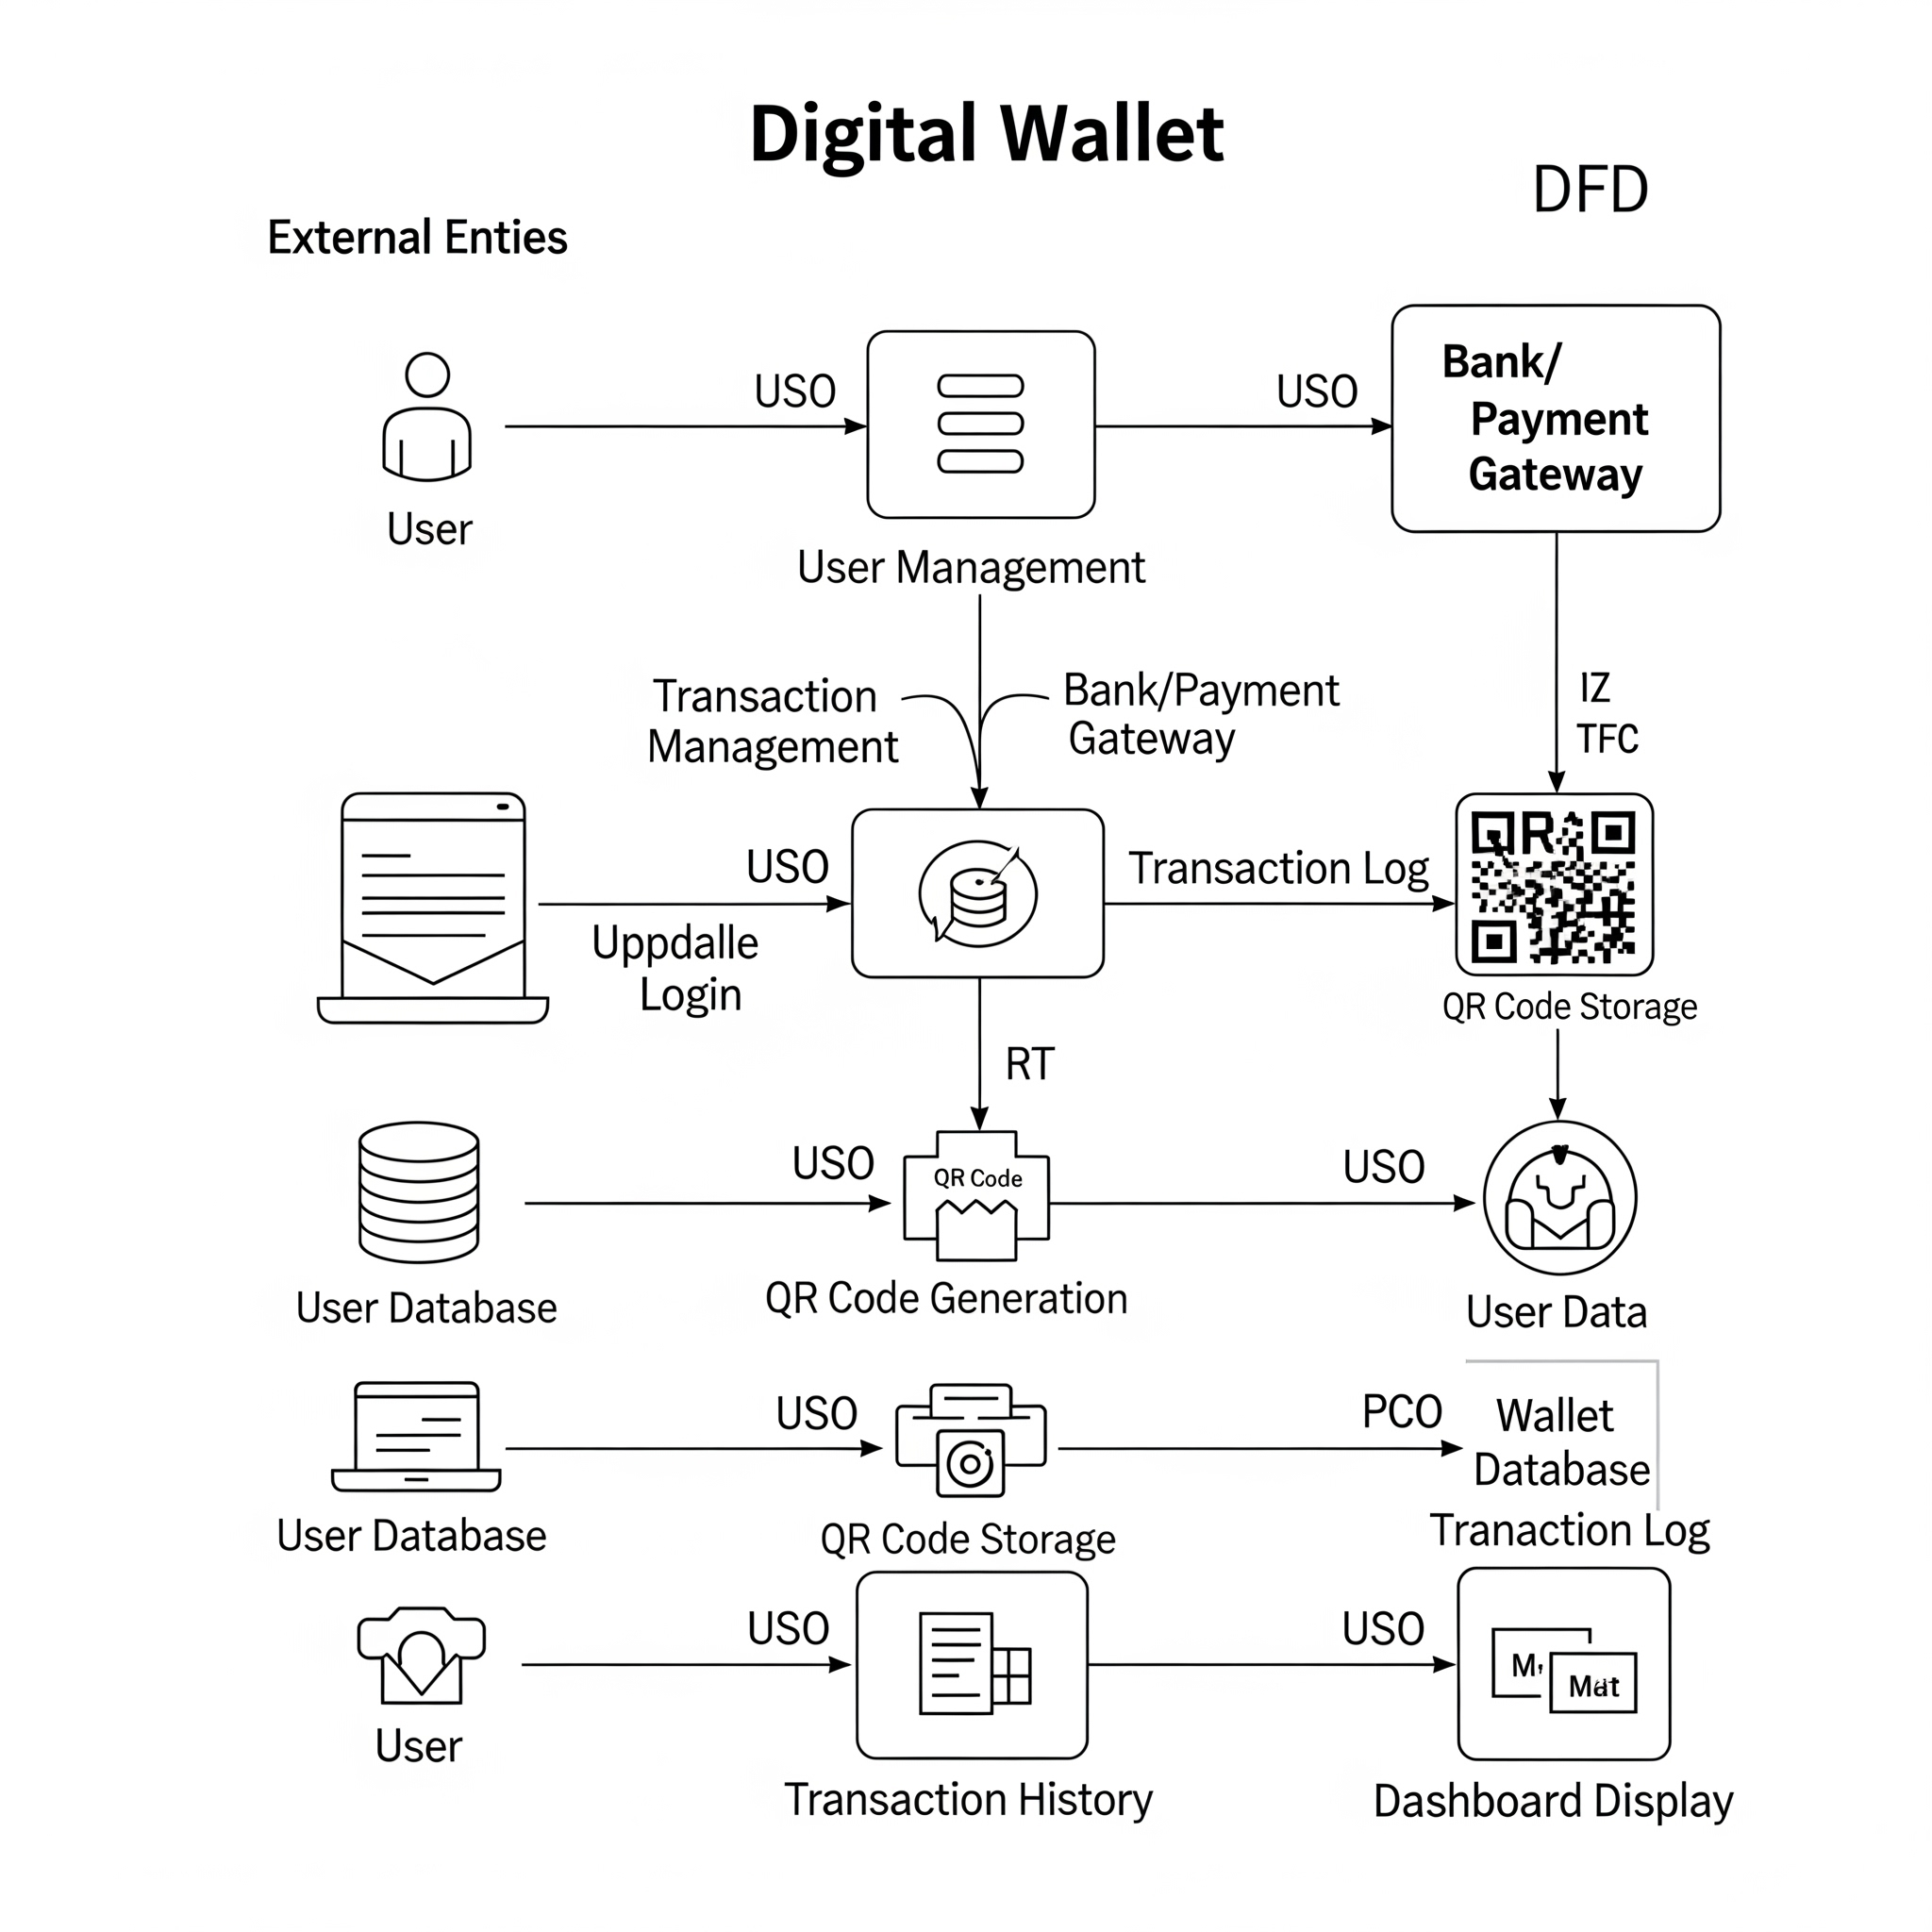 Digital Wallet
DFD
External Enties
USO
USO
Bank/
Payment
Gateway
User
User Management
Transaction
Management
Bank/Payment
Gateway
IZ
TFC
USO
Transaction Log
QR
Uppdalle
Login
QR Code Storage
RT
USO
QR Code
USO
User Database
QR Code Generation
User Data
USO
PCO
Wallet
Database
User Database
QR Code Storage
Tranaction Log
USO
USO
User
Transaction History
Dashboard Display